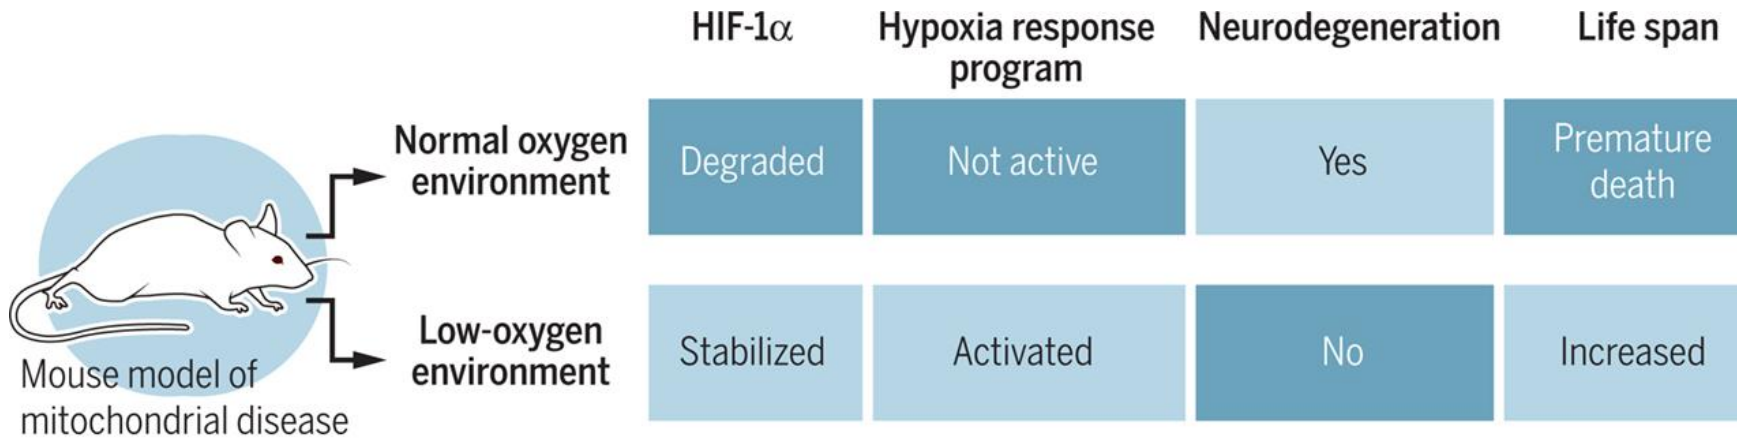 HIF-1α
Hypoxia response
program
Neurodegeneration
Life span
Normal oxygen
environment
Degraded
Not active
Yes
Premature
death
Low-oxygen
environment
Stabilized
Activated
No
Increased
Mouse model of
mitochondrial disease